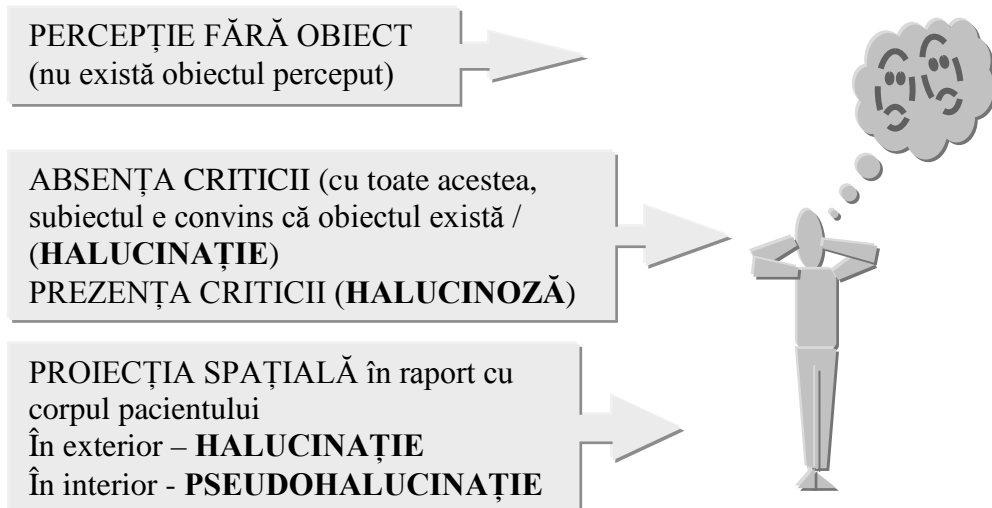 PERCEPȚIE FĂRĂ OBIECT
(nu există obiectul perceput)
ABSENȚA CRITICII (cu toate acestea,
subiectul e convins că obiectul există /
(HALUCINAȚIE)
PREZENȚA CRITICII (HALUCINOZĂ)
PROIECȚIA SPAȚIALĂ în raport cu
corpul pacientului
În exterior – HALUCINAȚIE
În interior - PSEUDOHALUCINAȚIE